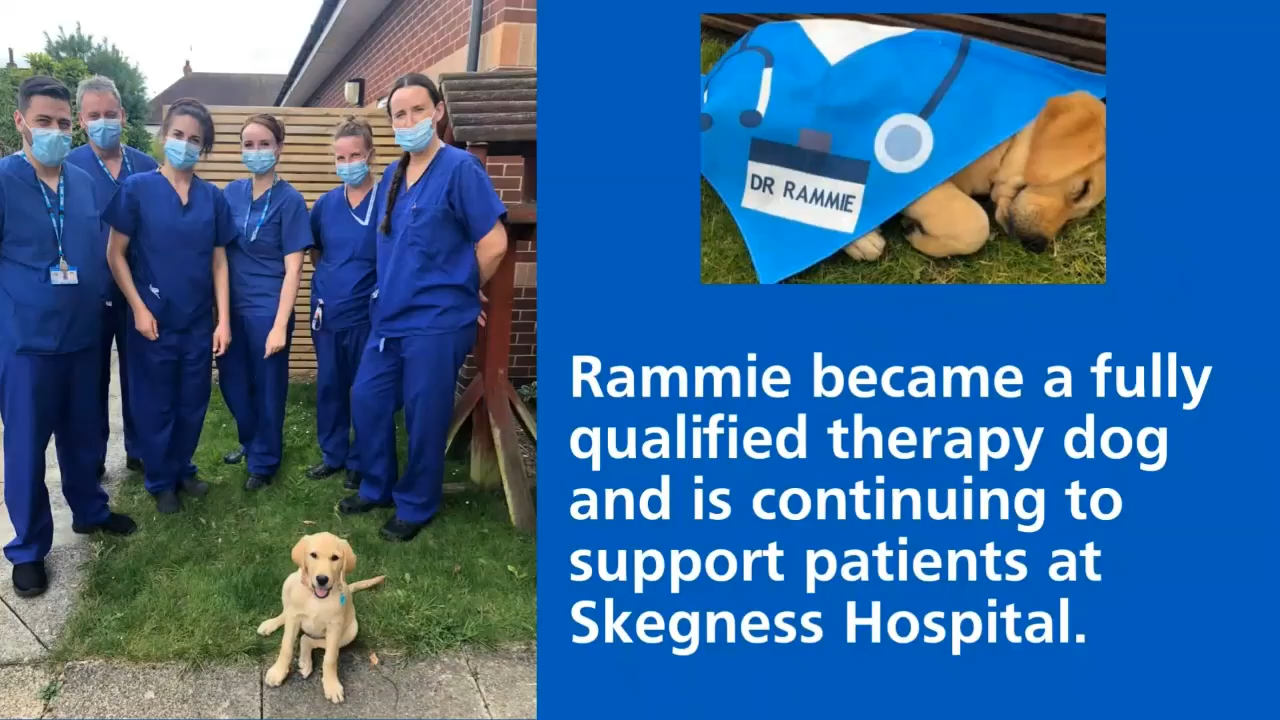 DR RAMMIE
Rammie became a fully
qualified therapy dog
and is continuing to
support patients at
Skegness Hospital.